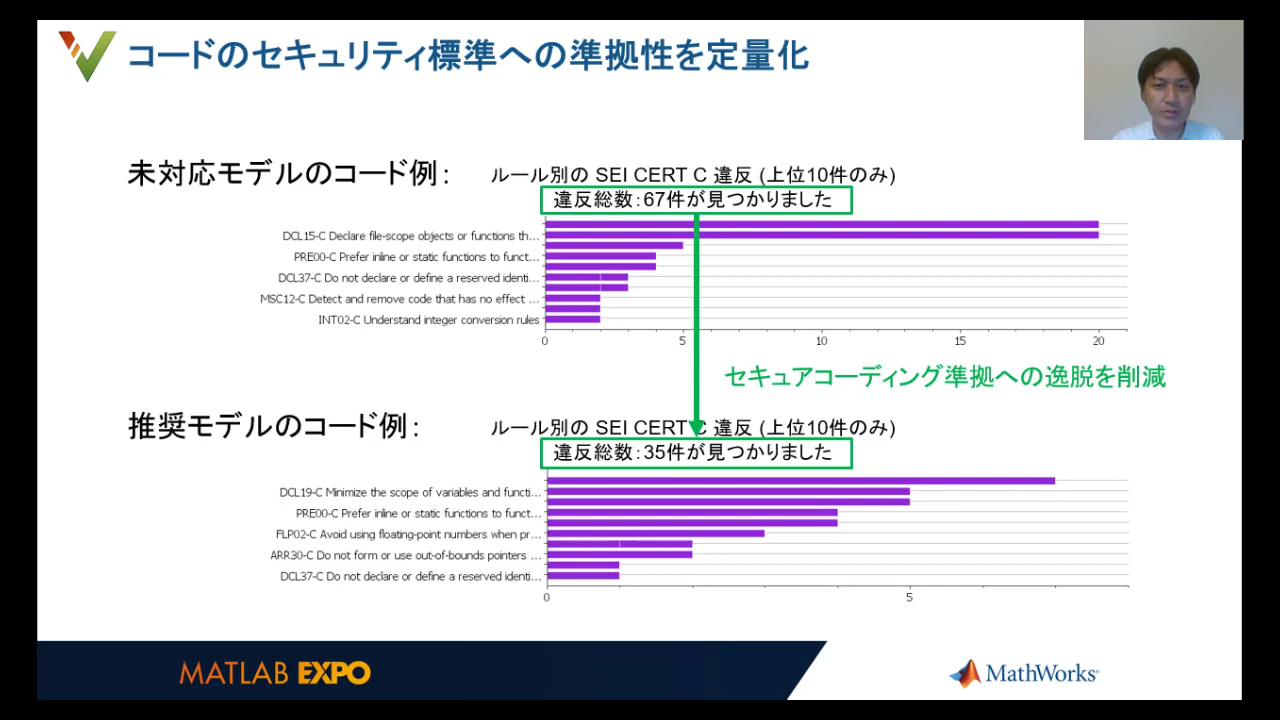 コードのセキュリティ標準への準拠性を定量化
未対応モデルのコード例：
ルール別の SEI CERT C 違反 (上位10件のみ)
違反総数：67件が見つかりました
DCL15-C Declare file-scope objects or functions th...
PRE00-C Prefer inline or static functions to funct...
DCL37-C Do not declare or define a reserved identi...
MSC12-C Detect and remove code that has no effect ...
INT02-C Understand integer conversion rules
0 5 10 15 20
セキュアコーディング準拠への逸脱を削減
推奨モデルのコード例：
ルール別の SEI CERT C 違反 (上位10件のみ)
違反総数：35件が見つかりました
DCL19-C Minimize the scope of variables and functi...
PRE00-C Prefer inline or static functions to funct...
FLP02-C Avoid using floating-point numbers when pr...
ARR30-C Do not form or use out-of-bounds pointers ...
DCL37-C Do not declare or define a reserved identi...
0 5
MATLAB EXPO
MathWorks®